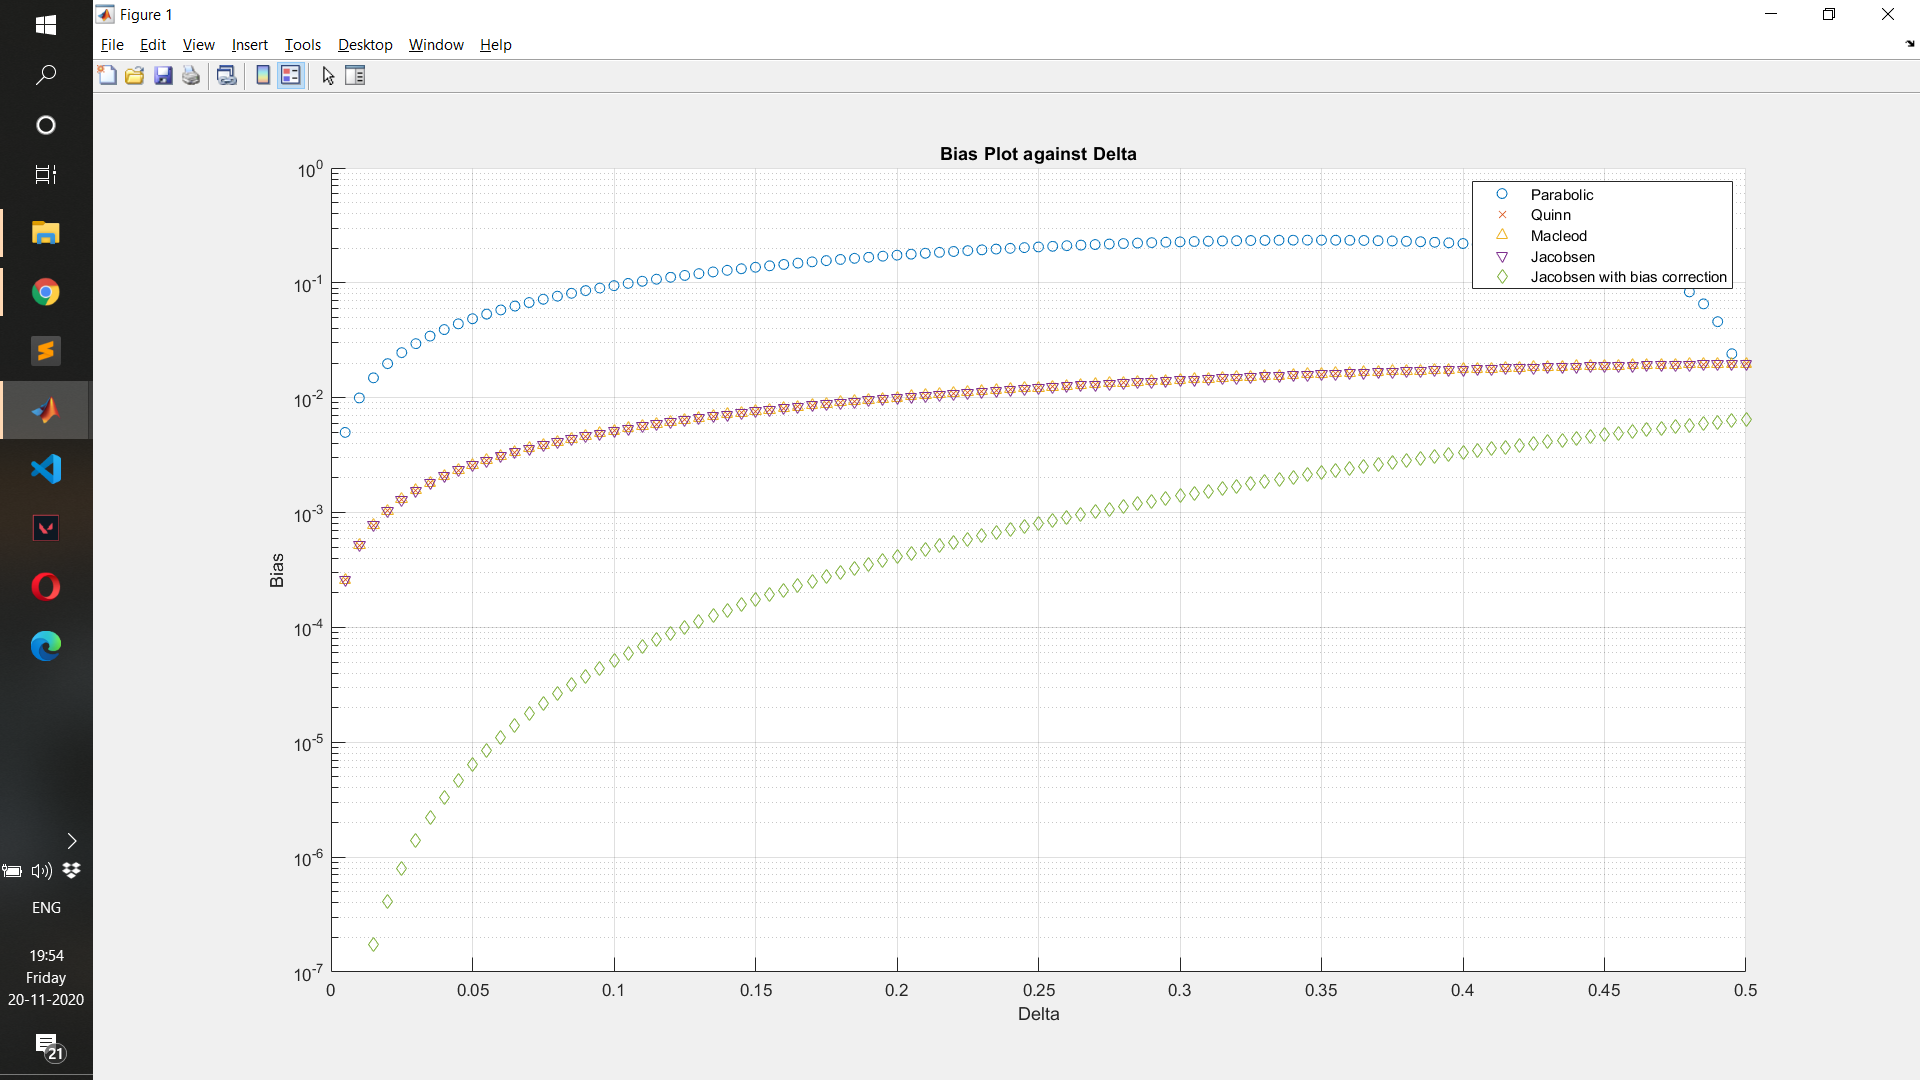 Figure 1
File Edit View Insert Tools Desktop Window Help
Bias Plot against Delta
Parabolic
Quinn
Macleod
Jacobsen
Jacobsen with bias correction
10^0
10^-1
10^-2
10^-3
10^-4
10^-5
10^-6
10^-7
Bias
0 0.05 0.1 0.15 0.2 0.25 0.3 0.35 0.4 0.45 0.5
Delta
ENG
19:54
Friday
20-11-2020
21